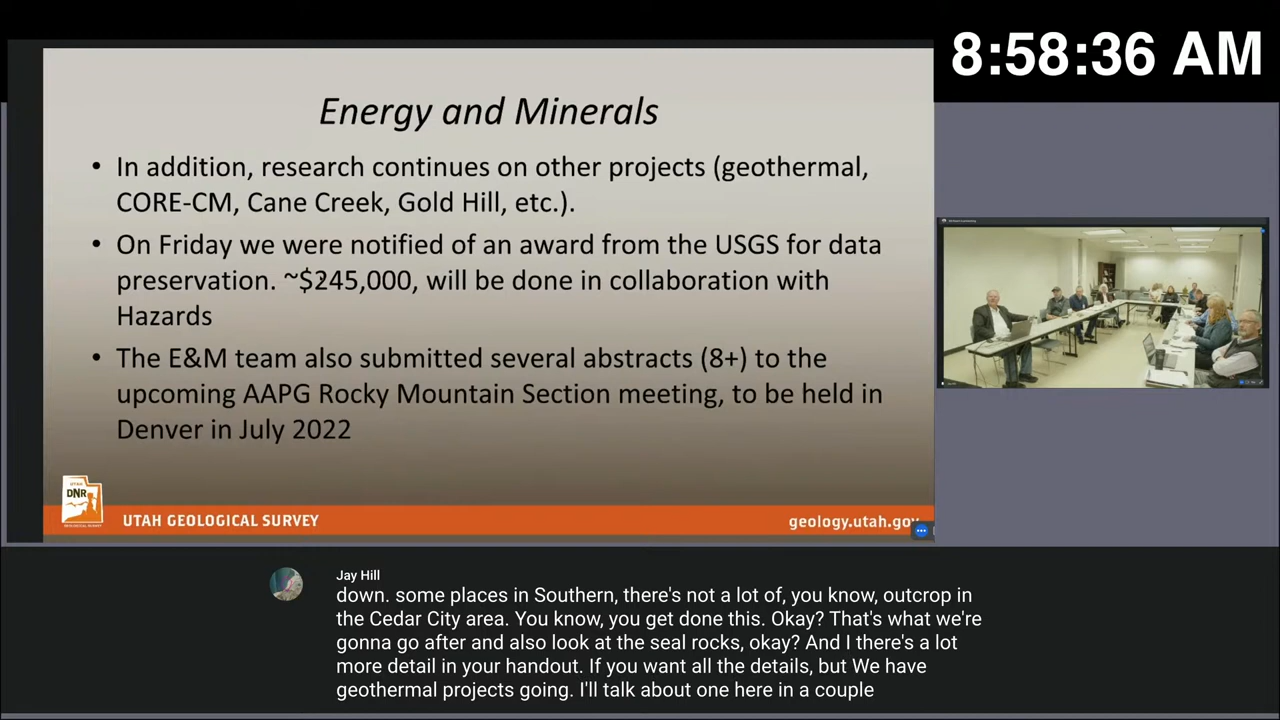 8:58:36 AM
Energy and Minerals
• In addition, research continues on other projects (geothermal,
CORE-CM, Cane Creek, Gold Hill, etc.).
• On Friday we were notified of an award from the USGS for data
preservation. ~$245,000, will be done in collaboration with
Hazards
• The E&M team also submitted several abstracts (8+) to the
upcoming AAPG Rocky Mountain Section meeting, to be held in
Denver in July 2022
UTAH
DNR
UTAH GEOLOGICAL SURVEY
geology.utah.gov
Jay Hill
down. some places in Southern, there's not a lot of, you know, outcrop in
the Cedar City area. You know, you get done this. Okay? That's what we're
gonna go after and also look at the seal rocks, okay? And I there's a lot
more detail in your handout. If you want all the details, but We have
geothermal projects going. I'll talk about one here in a couple